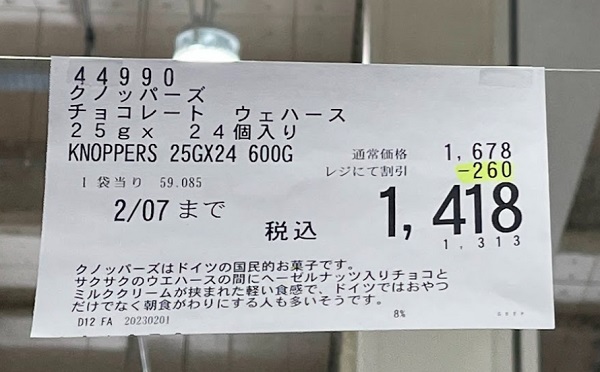 44990
クノッパーズ
チョコレート ウェハース
25g× 24個入り
KNOPPERS 25GX24 600G
通常価格 1,678
レジにて割引 -260
1袋当り 59.085
2/07まで
税込 1,418
1,313
クノッパーズはドイツの国民的お菓子です。
サクサクのウエハースの間にヘーゼルナッツ入りチョコと
ミルククリームが挟まれた軽い食感で、ドイツではおやつ
だけでなく朝食がわりにする人も多いそうです。
D12 FA 20230201 8%